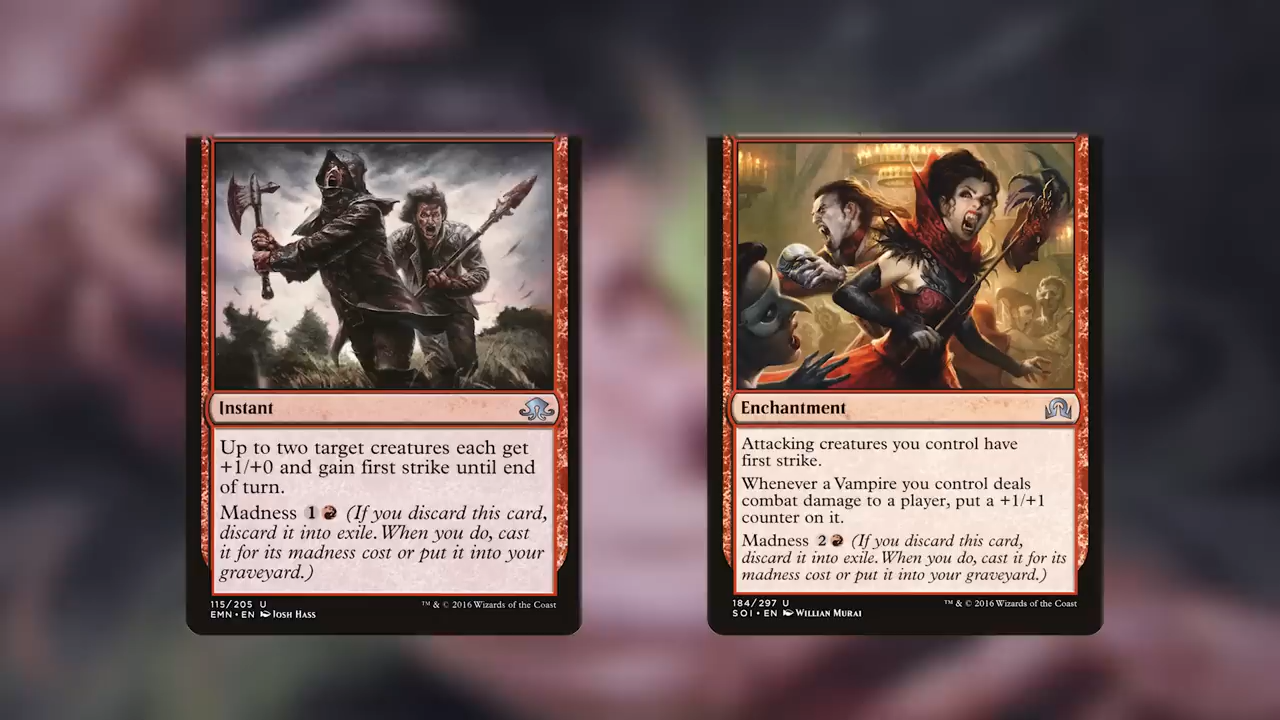 Instant
Up to two target creatures each get
+1/+0 and gain first strike until end
of turn.
Madness 1 (If you discard this card,
discard it into exile. When you do, cast
it for its madness cost or put it into your
graveyard.)
115/205 U
EMN • EN Josh Hass
™ & © 2016 Wizards of the Coast
Enchantment
Attacking creatures you control have
first strike.
Whenever a Vampire you control deals
combat damage to a player, put a +1/+1
counter on it.
Madness 2 (If you discard this card,
discard it into exile. When you do, cast it for its
madness cost or put it into your graveyard.)
184/297 U
SOI • EN Willian Murai
™ & © 2016 Wizards of the Coast